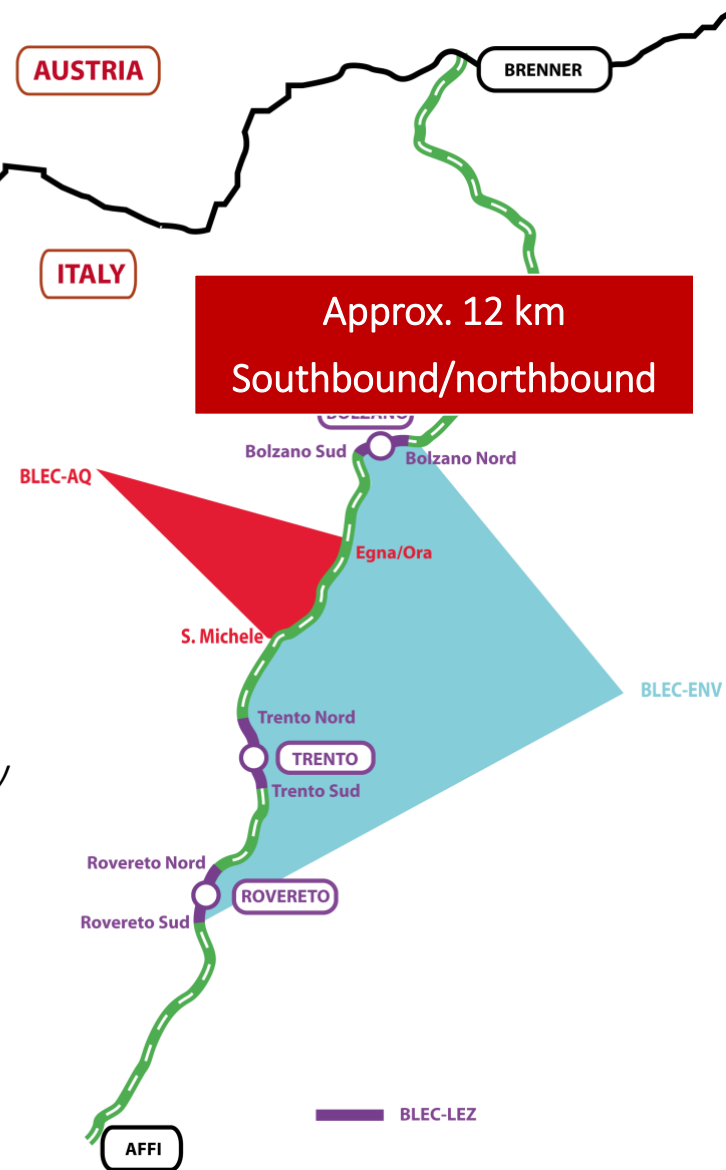 AUSTRIA
BRENNER
ITALY
Approx. 12 km
Southbound/northbound
BOLZANO
Bolzano Sud
Bolzano Nord
BLEC-AQ
Egna/Ora
S. Michele
BLEC-ENV
Trento Nord
TRENTO
Trento Sud
Rovereto Nord
ROVERETO
Rovereto Sud
BLEC-LEZ
AFFI